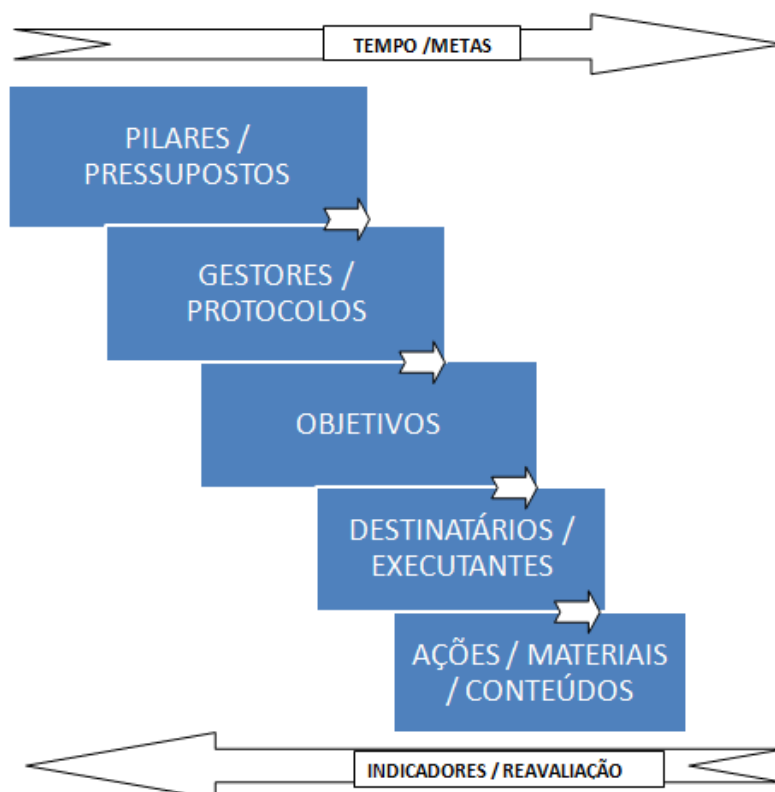 TEMPO /METAS
PILARES /
PRESSUPOSTOS
GESTORES /
PROTOCOLOS
OBJETIVOS
DESTINATÁRIOS /
EXECUTANTES
AÇÕES / MATERIAIS
/ CONTEÚDOS
INDICADORES / REAVALIAÇÃO